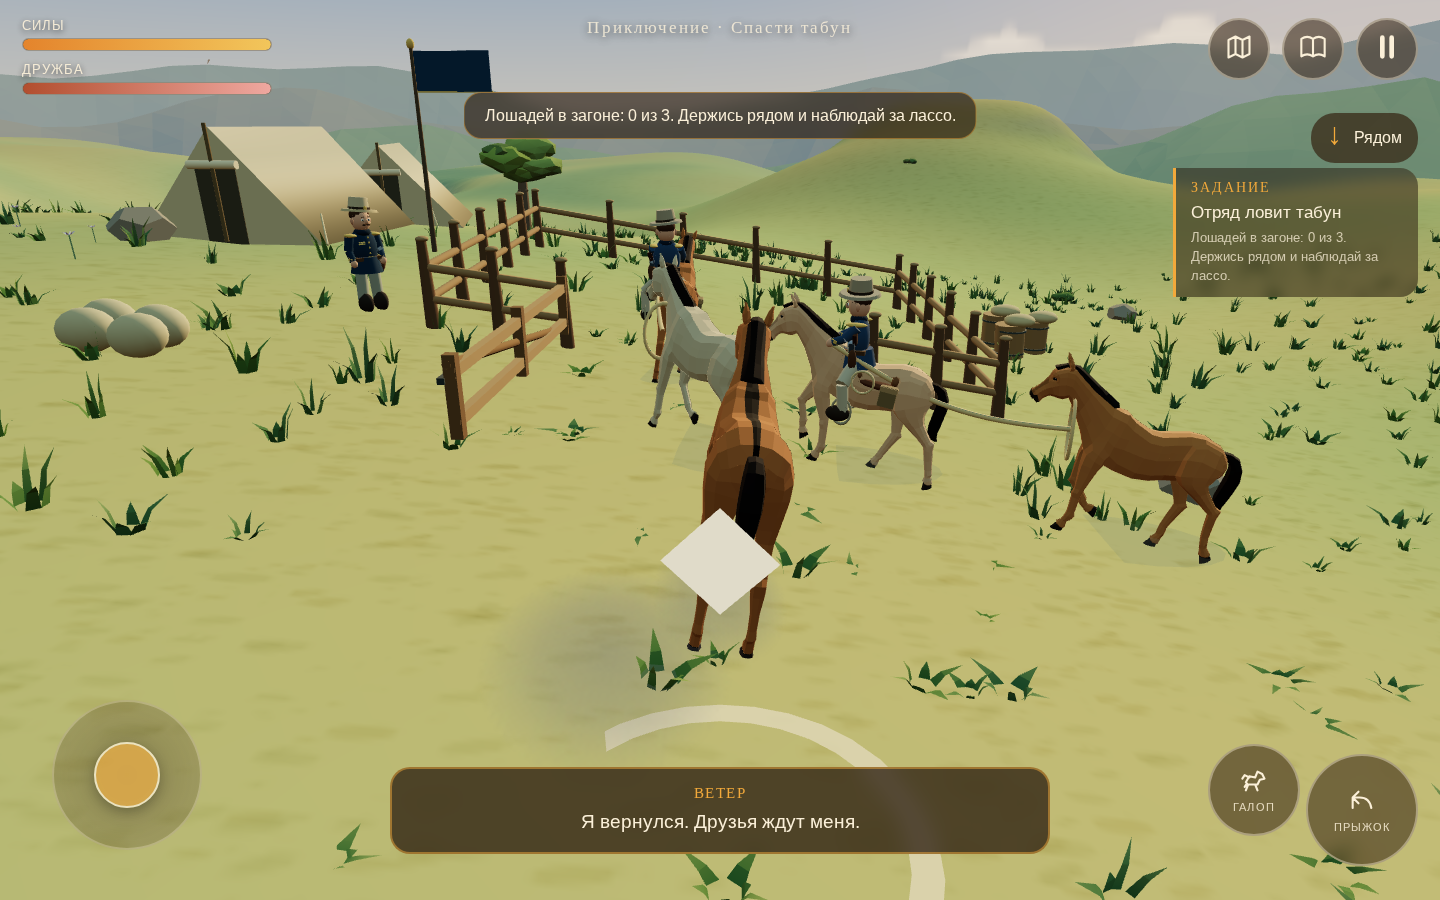 СИЛЫ
ДРУЖБА
Приключение · Спасти табун
Лошадей в загоне: 0 из 3. Держись рядом и наблюдай за лассо.
↓ Рядом
ЗАДАНИЕ
Отряд ловит табун
Лошадей в загоне: 0 из 3.
Держись рядом и наблюдай за
лассо.
ВЕТЕР
Я вернулся. Друзья ждут меня.
ГАЛОП
ПРЫЖОК